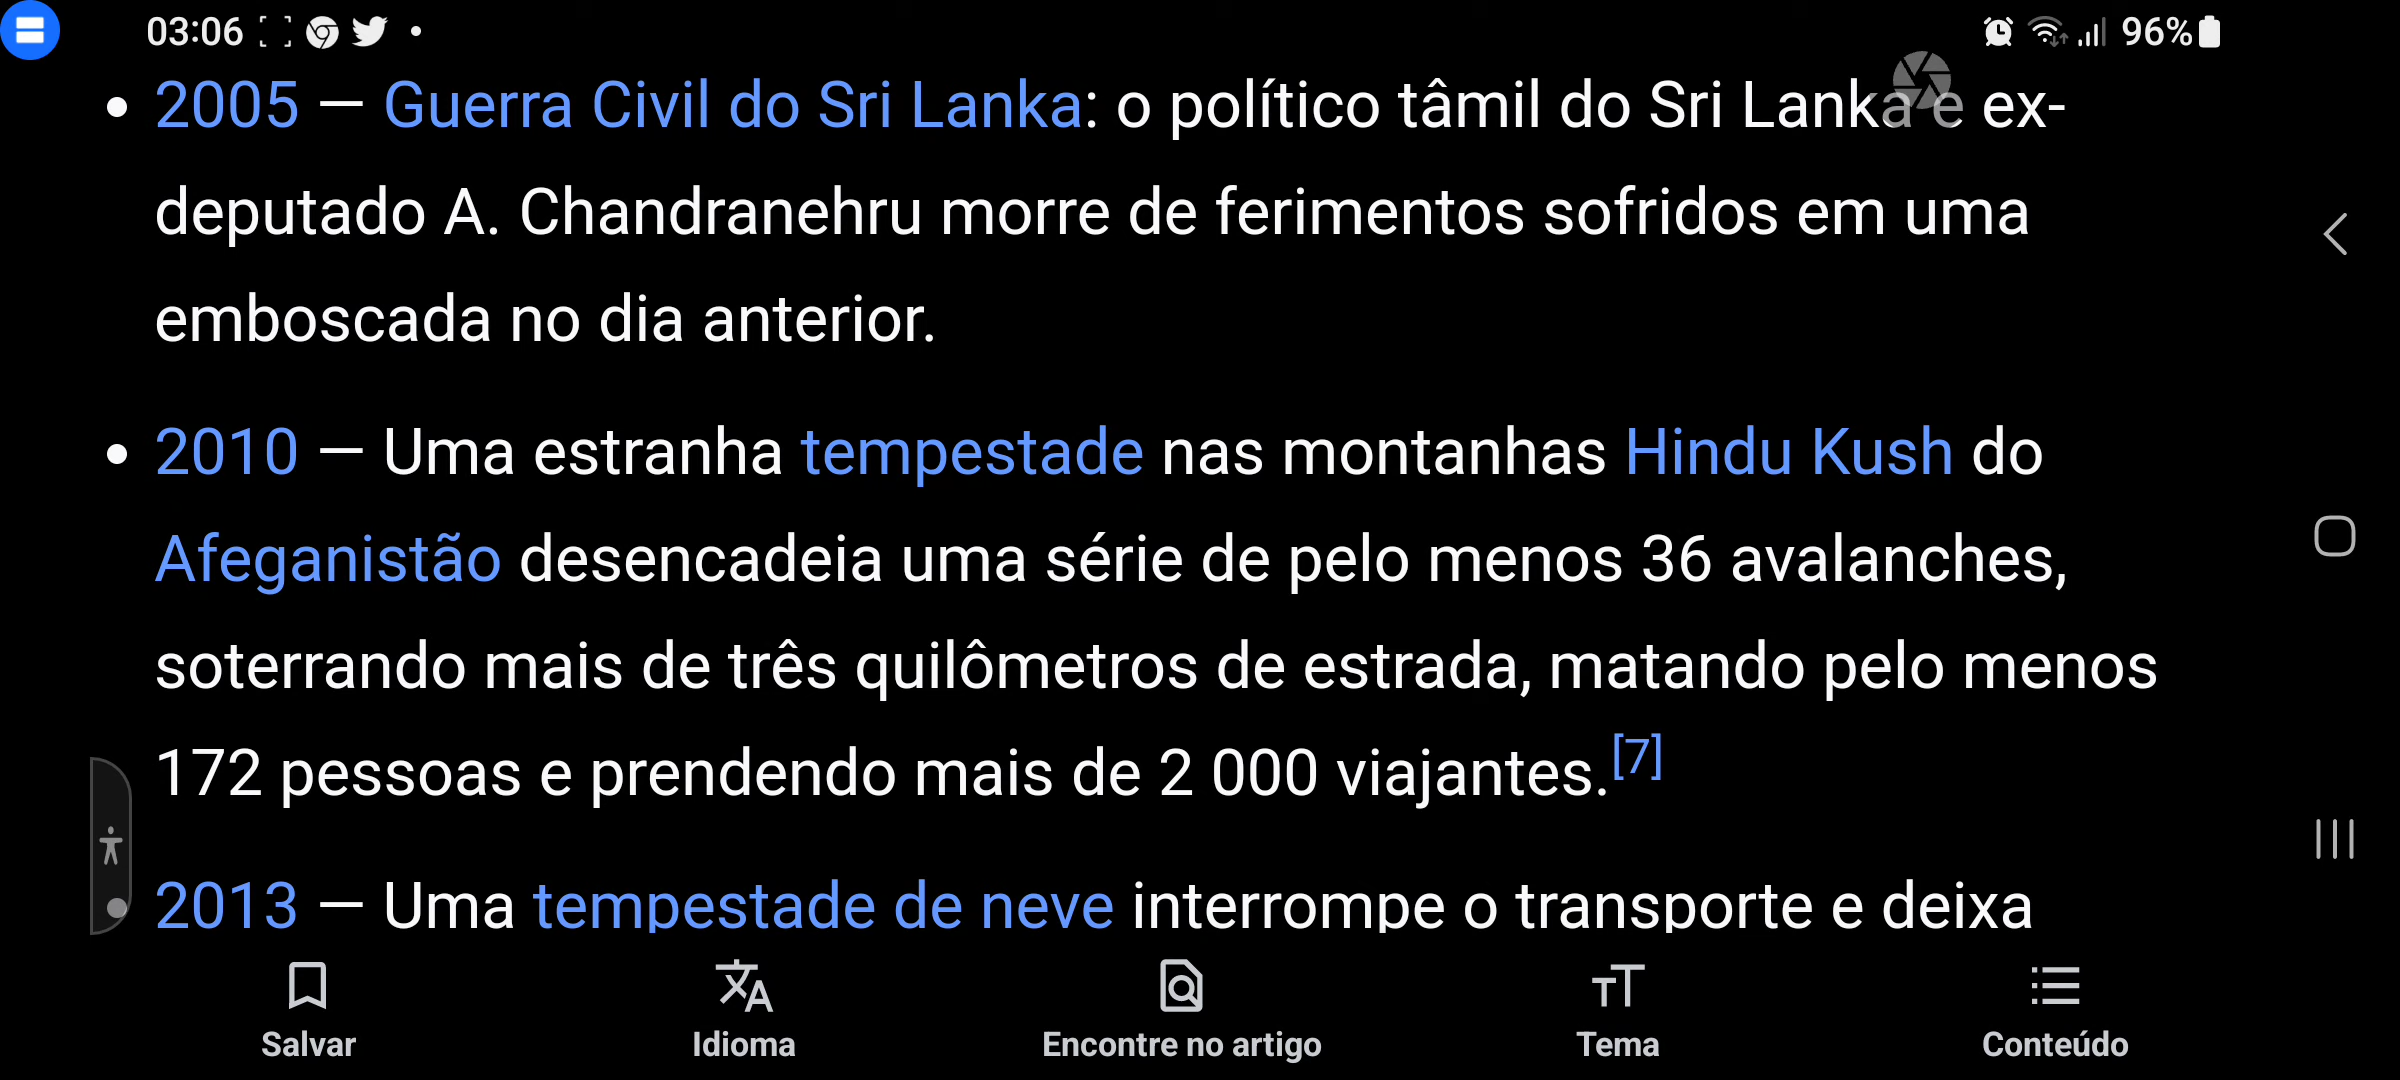 03:06
96%
2005 — Guerra Civil do Sri Lanka: o político tâmil do Sri Lanka e ex-
deputado A. Chandranehru morre de ferimentos sofridos em uma
emboscada no dia anterior.
2010 — Uma estranha tempestade nas montanhas Hindu Kush do
Afeganistão desencadeia uma série de pelo menos 36 avalanches,
soterrando mais de três quilômetros de estrada, matando pelo menos
172 pessoas e prendendo mais de 2 000 viajantes.[7]
2013 — Uma tempestade de neve interrompe o transporte e deixa
Salvar
Idioma
Encontre no artigo
Tema
Conteúdo